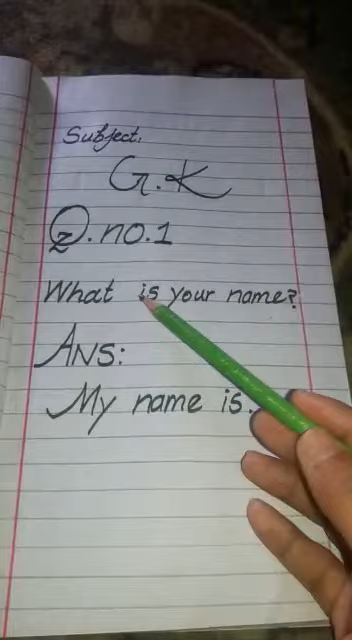 Subject:
G.K
Q.no.1
What is your name?
Ans:
My name is.